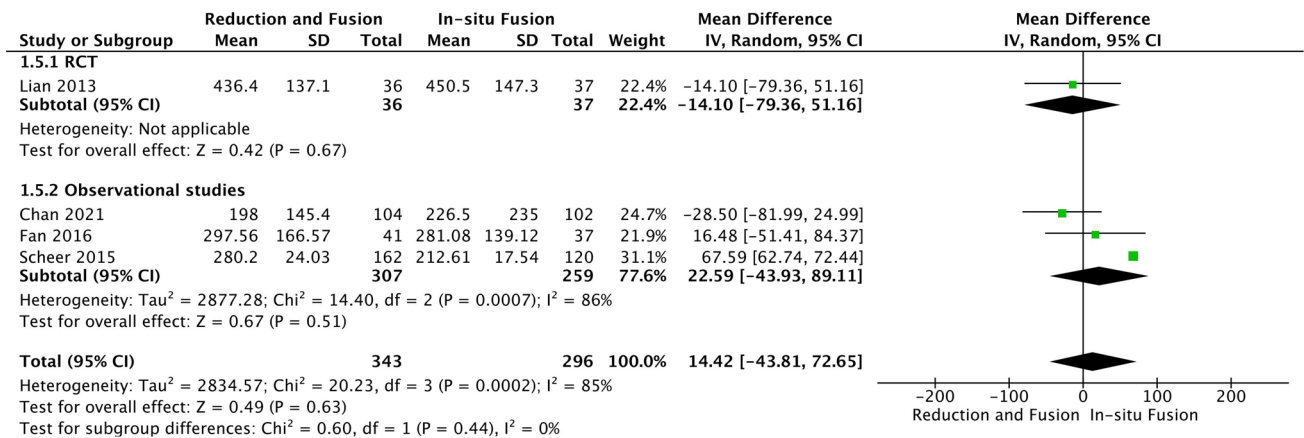 Reduction and Fusion In-situ Fusion Mean Difference Mean Difference
Study or Subgroup Mean SD Total Mean SD Total Weight IV, Random, 95% CI IV, Random, 95% CI
1.5.1 RCT
Lian 2013 436.4 137.1 36 450.5 147.3 37 22.4% −14.10 [−79.36, 51.16]
Subtotal (95% CI) 36 37 22.4% −14.10 [−79.36, 51.16]
Heterogeneity: Not applicable
Test for overall effect: Z = 0.42 (P = 0.67)
1.5.2 Observational studies
Chan 2021 198 145.4 104 226.5 235 102 24.7% −28.50 [−81.99, 24.99]
Fan 2016 297.56 166.57 41 281.08 139.12 37 21.9% 16.48 [−51.41, 84.37]
Scheer 2015 280.2 24.03 162 212.61 17.54 120 31.1% 67.59 [62.74, 72.44]
Subtotal (95% CI) 307 259 77.6% 22.59 [−43.93, 89.11]
Heterogeneity: Tau² = 2877.28; Chi² = 14.40, df = 2 (P = 0.0007); I² = 86%
Test for overall effect: Z = 0.67 (P = 0.51)
Total (95% CI) 343 296 100.0% 14.42 [−43.81, 72.65]
Heterogeneity: Tau² = 2834.57; Chi² = 20.23, df = 3 (P = 0.0002); I² = 85%
Test for overall effect: Z = 0.49 (P = 0.63)
Test for subgroup differences: Chi² = 0.60, df = 1 (P = 0.44), I² = 0%
−200 −100 0 100 200
Reduction and Fusion In-situ Fusion